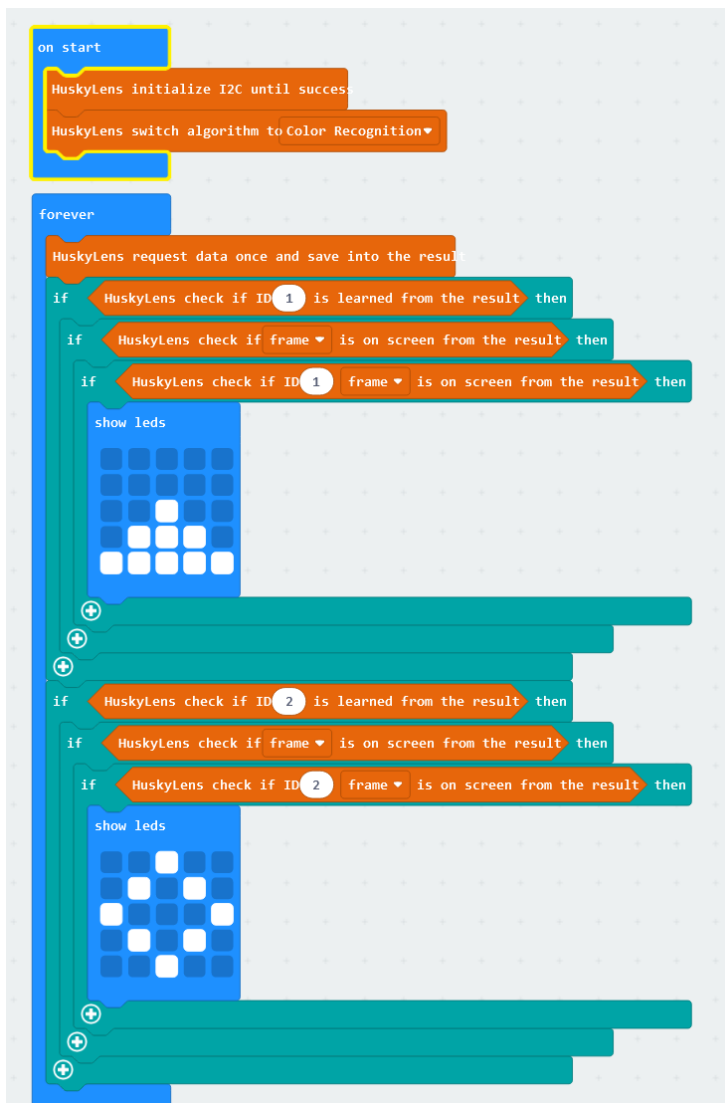 on start
HuskyLens initialize I2C until success
HuskyLens switch algorithm to Color Recognition
forever
HuskyLens request data once and save into the result
if HuskyLens check if ID 1 is learned from the result then
if HuskyLens check if frame is on screen from the result then
if HuskyLens check if ID 1 frame is on screen from the result then
show leds
if HuskyLens check if ID 2 is learned from the result then
if HuskyLens check if frame is on screen from the result then
if HuskyLens check if ID 2 frame is on screen from the result then
show leds